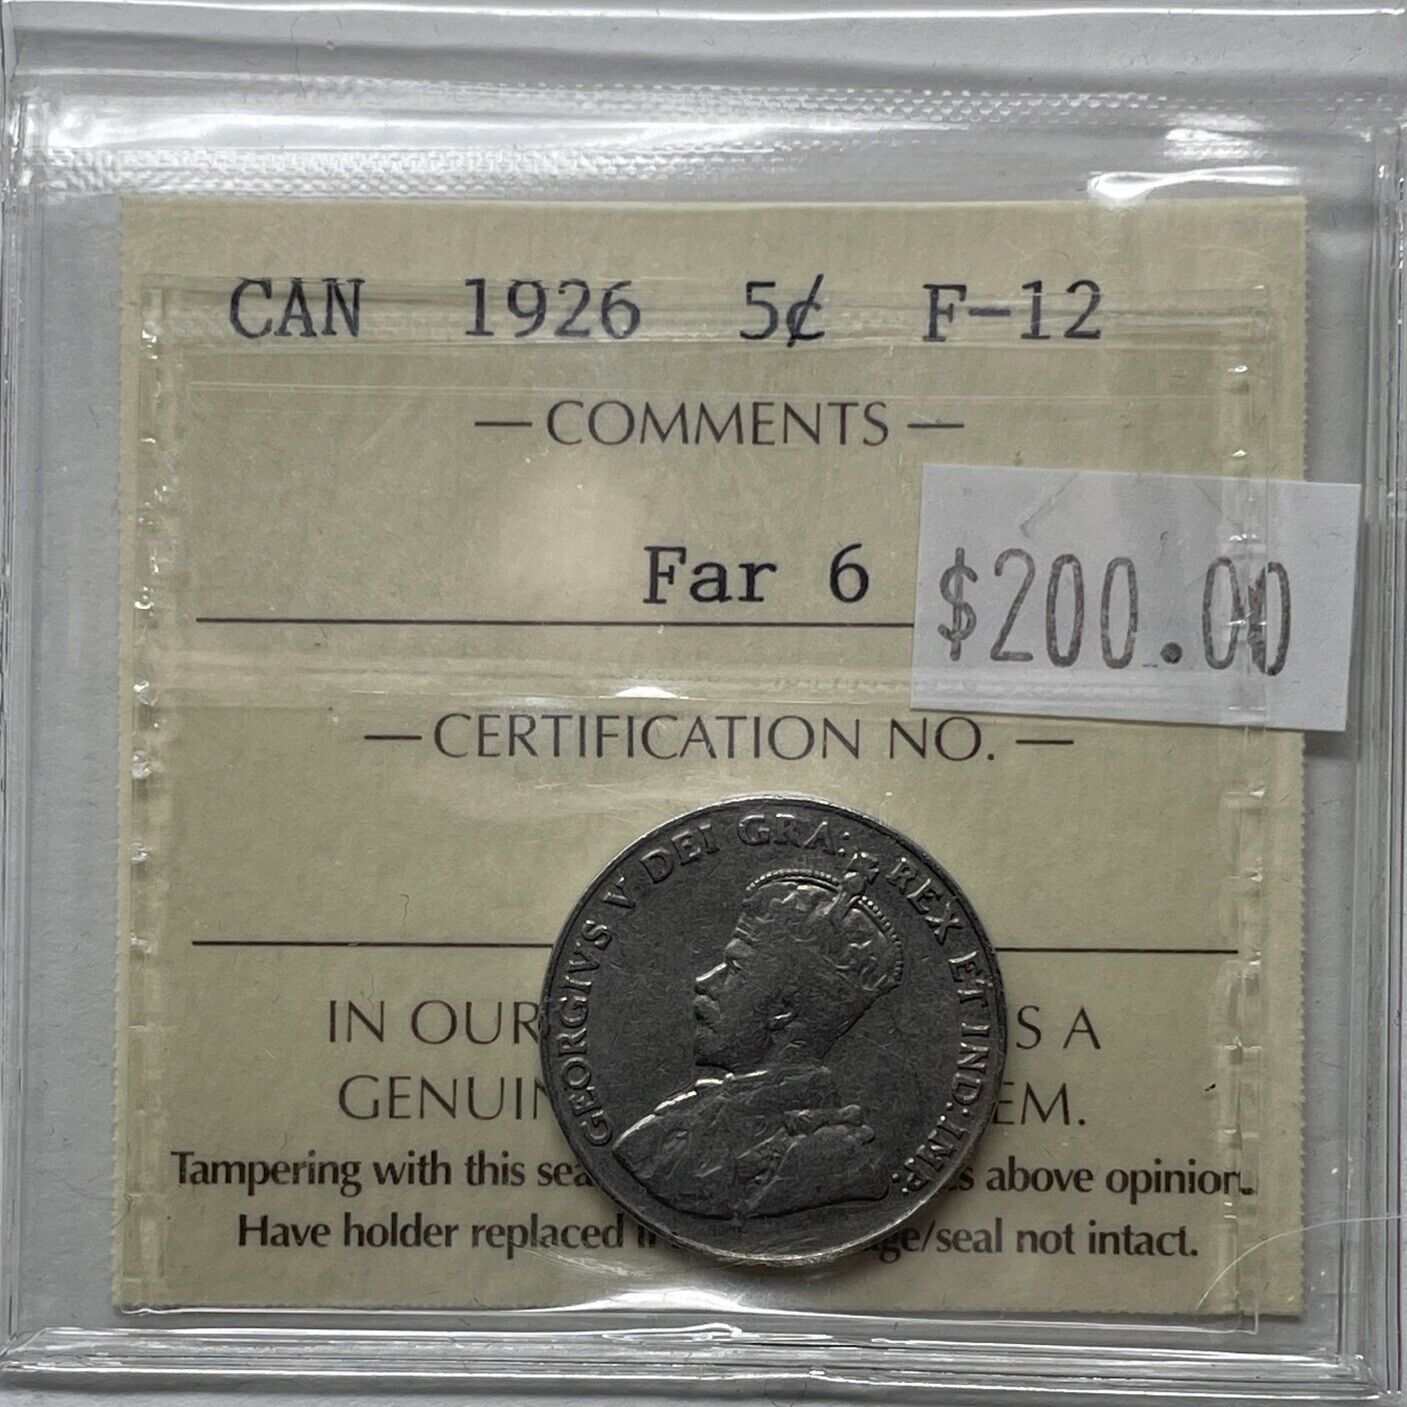 CAN 1926 5¢ F-12
— COMMENTS —
Far 6
$200.00
— CERTIFICATION NO. —
GEORGIVS V DEI GRA: REX ET IND: IMP:
IN OUR S A
GENUIN EM.
Tampering with this sea s above opinion.
Have holder replaced ge/seal not intact.